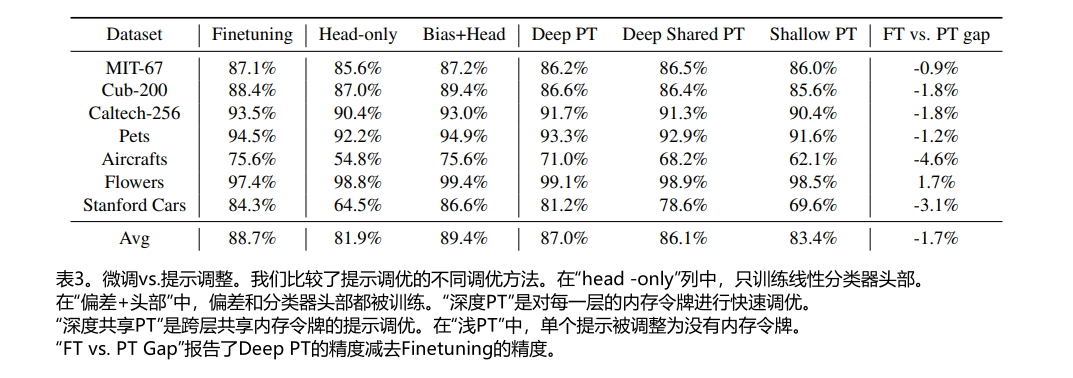 Dataset Finetuning Head-only Bias+Head Deep PT Deep Shared PT Shallow PT FT vs. PT gap
MIT-67 87.1% 85.6% 87.2% 86.2% 86.5% 86.0% -0.9%
Cub-200 88.4% 87.0% 89.4% 86.6% 86.4% 85.6% -1.8%
Caltech-256 93.5% 90.4% 93.0% 91.7% 91.3% 90.4% -1.8%
Pets 94.5% 92.2% 94.9% 93.3% 92.9% 91.6% -1.2%
Aircrafts 75.6% 54.8% 75.6% 71.0% 68.2% 62.1% -4.6%
Flowers 97.4% 98.8% 99.4% 99.1% 98.9% 98.5% 1.7%
Stanford Cars 84.3% 64.5% 86.6% 81.2% 78.6% 69.6% -3.1%
Avg 88.7% 81.9% 89.4% 87.0% 86.1% 83.4% -1.7%
表3。微调vs.提示调整。我们比较了提示调优的不同调优方法。在“head -only”列中，只训练线性分类器头部。
在“偏差+头部”中，偏差和分类器头部都被训练。“深度PT”是对每一层的内存令牌进行快速调优。
“深度共享PT”是跨层共享内存令牌的提示调优。在“浅PT”中，单个提示被调整为没有内存令牌。
“FT vs. PT Gap”报告了Deep PT的精度减去Finetuning的精度。